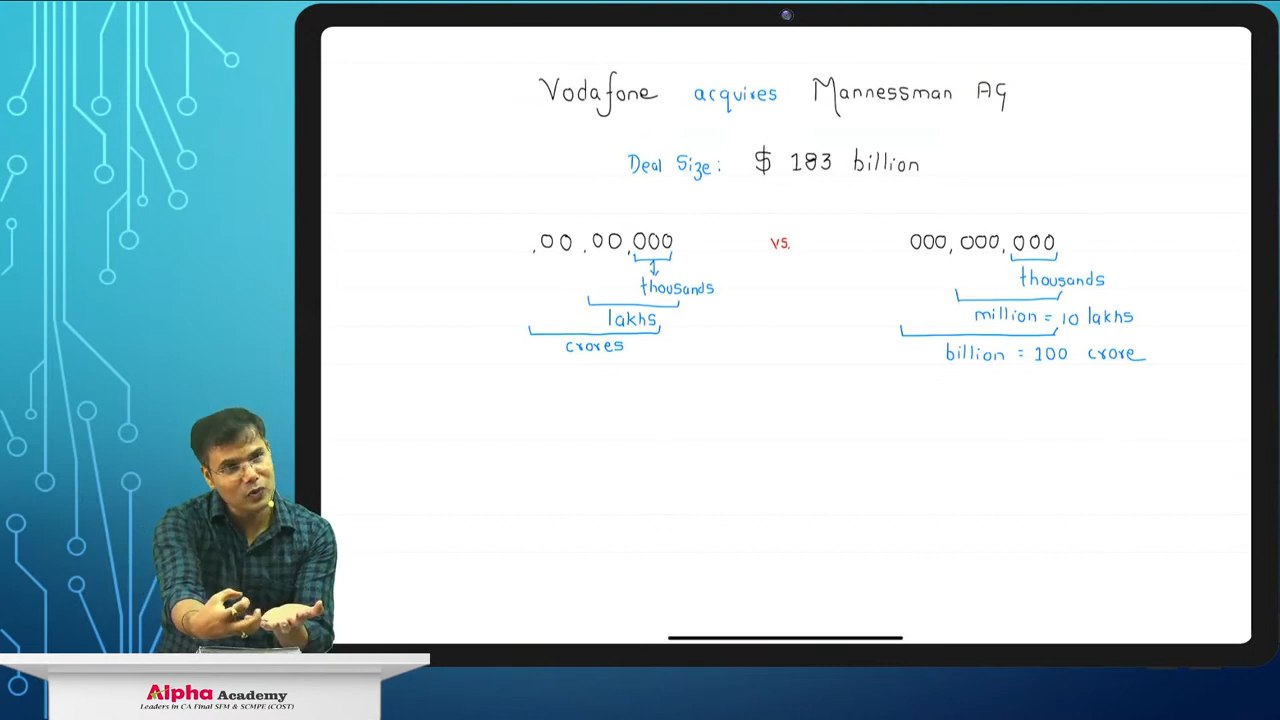 Vodafone acquires Mannessman AG
Deal Size: $ 183 billion
,00,00,000 vs. 000,000,000
thousands
lakhs
crores
thousands
million = 10 lakhs
billion = 100 crore
Alpha Academy
Leaders in CA Final SFM & SCMPE (COST)